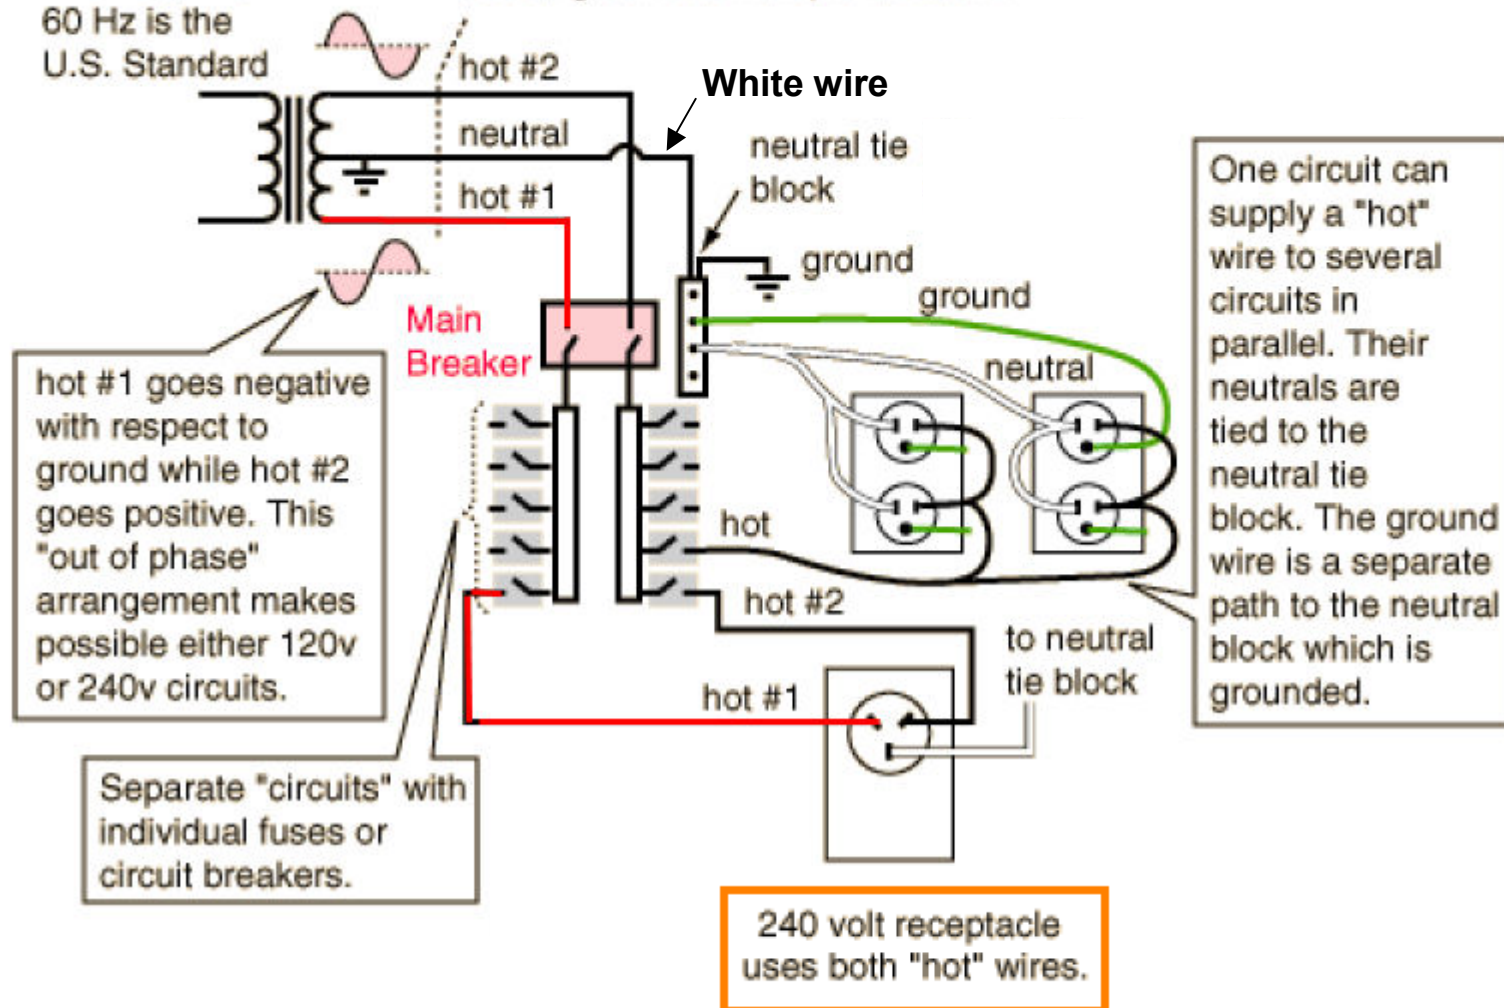 60 Hz is the
U.S. Standard
hot #2
White wire
neutral
neutral tie
block
hot #1
ground
ground
Main
Breaker
neutral
hot #1 goes negative
with respect to
ground while hot #2
goes positive. This
"out of phase"
arrangement makes
possible either 120v
or 240v circuits.
One circuit can
supply a "hot"
wire to several
circuits in
parallel. Their
neutrals are
tied to the
neutral tie
block. The ground
wire is a separate
path to the neutral
block which is
grounded.
hot
hot #2
to neutral
tie block
hot #1
Separate "circuits" with
individual fuses or
circuit breakers.
240 volt receptacle
uses both "hot" wires.